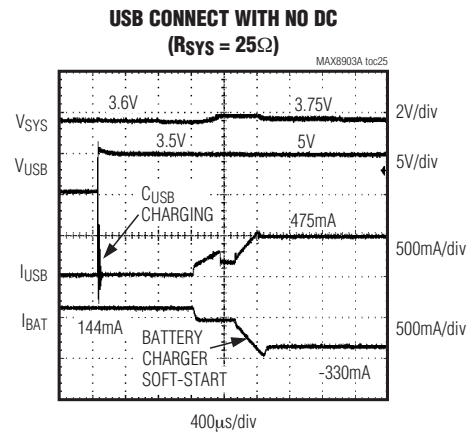 USB CONNECT WITH NO DC
(RSYS = 25Ω)
MAX8903A toc25
3.6V
3.75V
VSYS
2V/div
3.5V
5V
VUSB
5V/div
CUSB
CHARGING
475mA
500mA/div
IUSB
IBAT
144mA
500mA/div
BATTERY
CHARGER
SOFT-START
-330mA
400μs/div